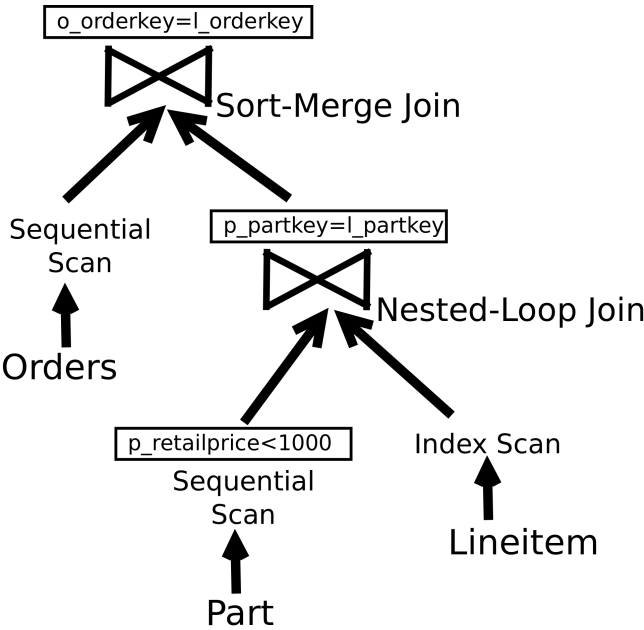 o_orderkey=l_orderkey
Sort-Merge Join
Sequential
Scan
p_partkey=l_partkey
Orders
Nested-Loop Join
p_retailprice<1000
Index Scan
Sequential
Scan
Lineitem
Part